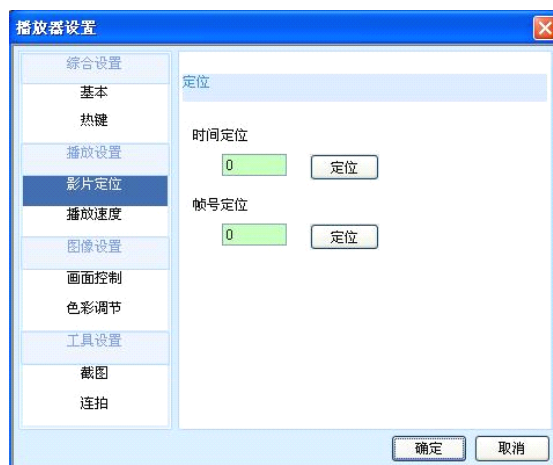 播放器设置
综合设置
基本
热键
播放设置
影片定位
播放速度
图像设置
画面控制
色彩调节
工具设置
截图
连拍
定位
时间定位
0 定位
帧号定位
0 定位
确定 取消